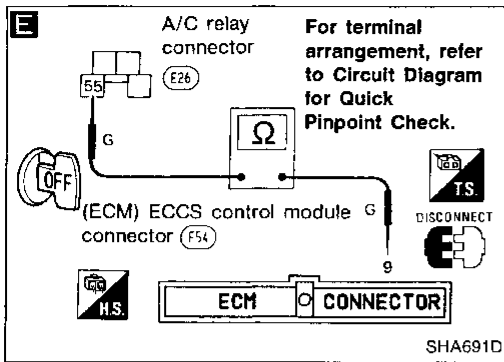 E
A/C relay
connector
E26
For terminal
arrangement, refer
to Circuit Diagram
for Quick
Pinpoint Check.
55
G
Ω
OFF
T.S.
(ECM) ECCS control module
connector F54
G
DISCONNECT
9
H.S.
ECM CONNECTOR
SHA691D